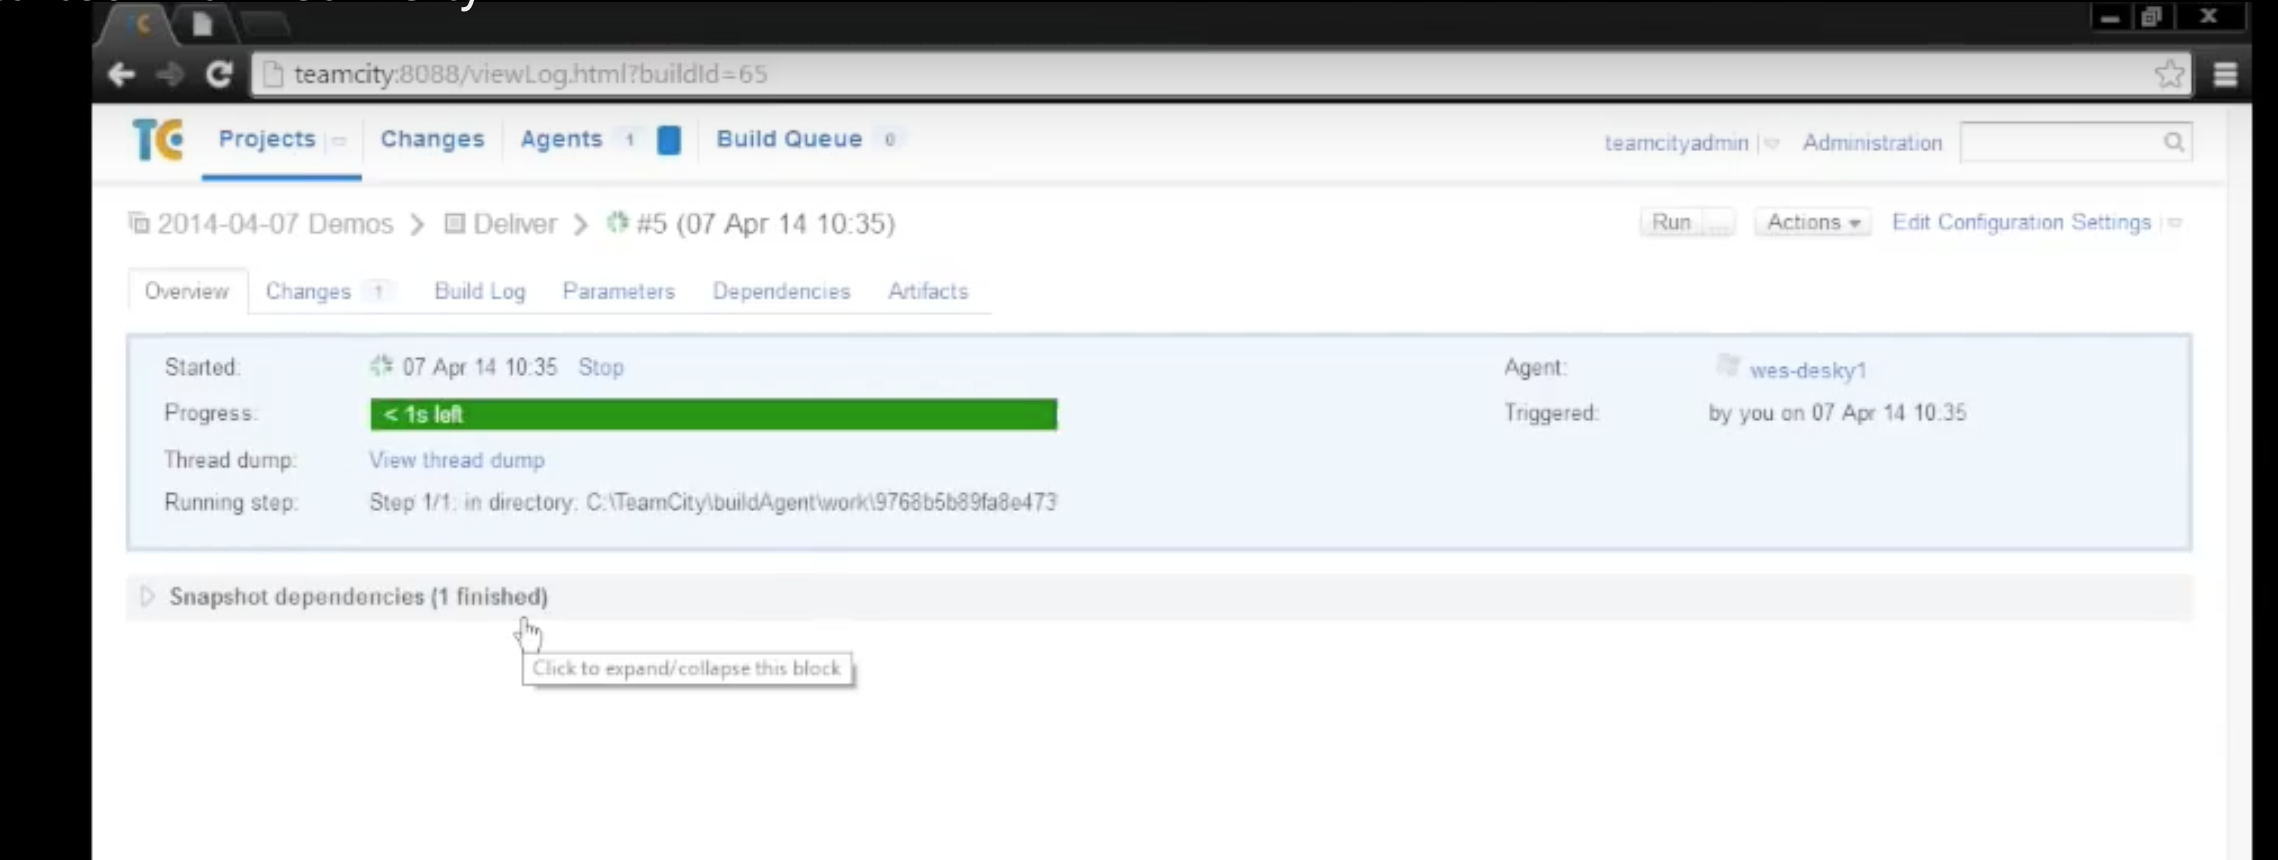 teamcity:8088/viewLog.html?buildId=65
TC Projects Changes Agents 1 Build Queue 0 teamcityadmin Administration
2014-04-07 Demos > Deliver > #5 (07 Apr 14 10:35) Run ... Actions Edit Configuration Settings
Overview Changes 1 Build Log Parameters Dependencies Artifacts
Started: 07 Apr 14 10:35 Stop Agent: wes-desky1
Progress: < 1s left Triggered: by you on 07 Apr 14 10:35
Thread dump: View thread dump
Running step: Step 1/1: in directory: C:\TeamCity\buildAgent\work\9768b5b89fa8e473
Snapshot dependencies (1 finished)
Click to expand/collapse this block